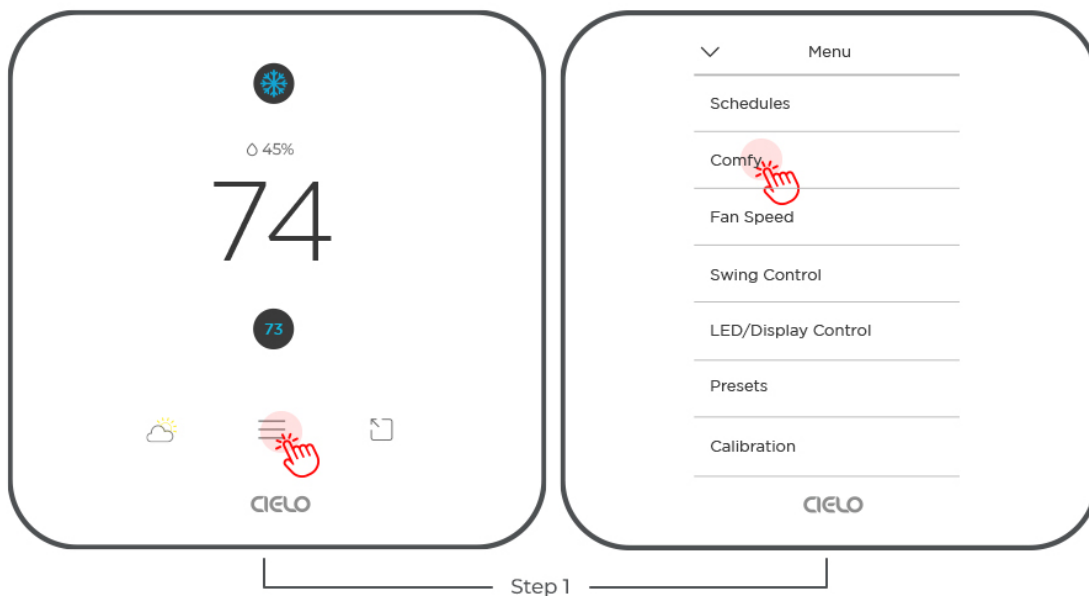 45%
74
73
CIELO
Menu
Schedules
Comfy
Fan Speed
Swing Control
LED/Display Control
Presets
Calibration
CIELO
Step 1